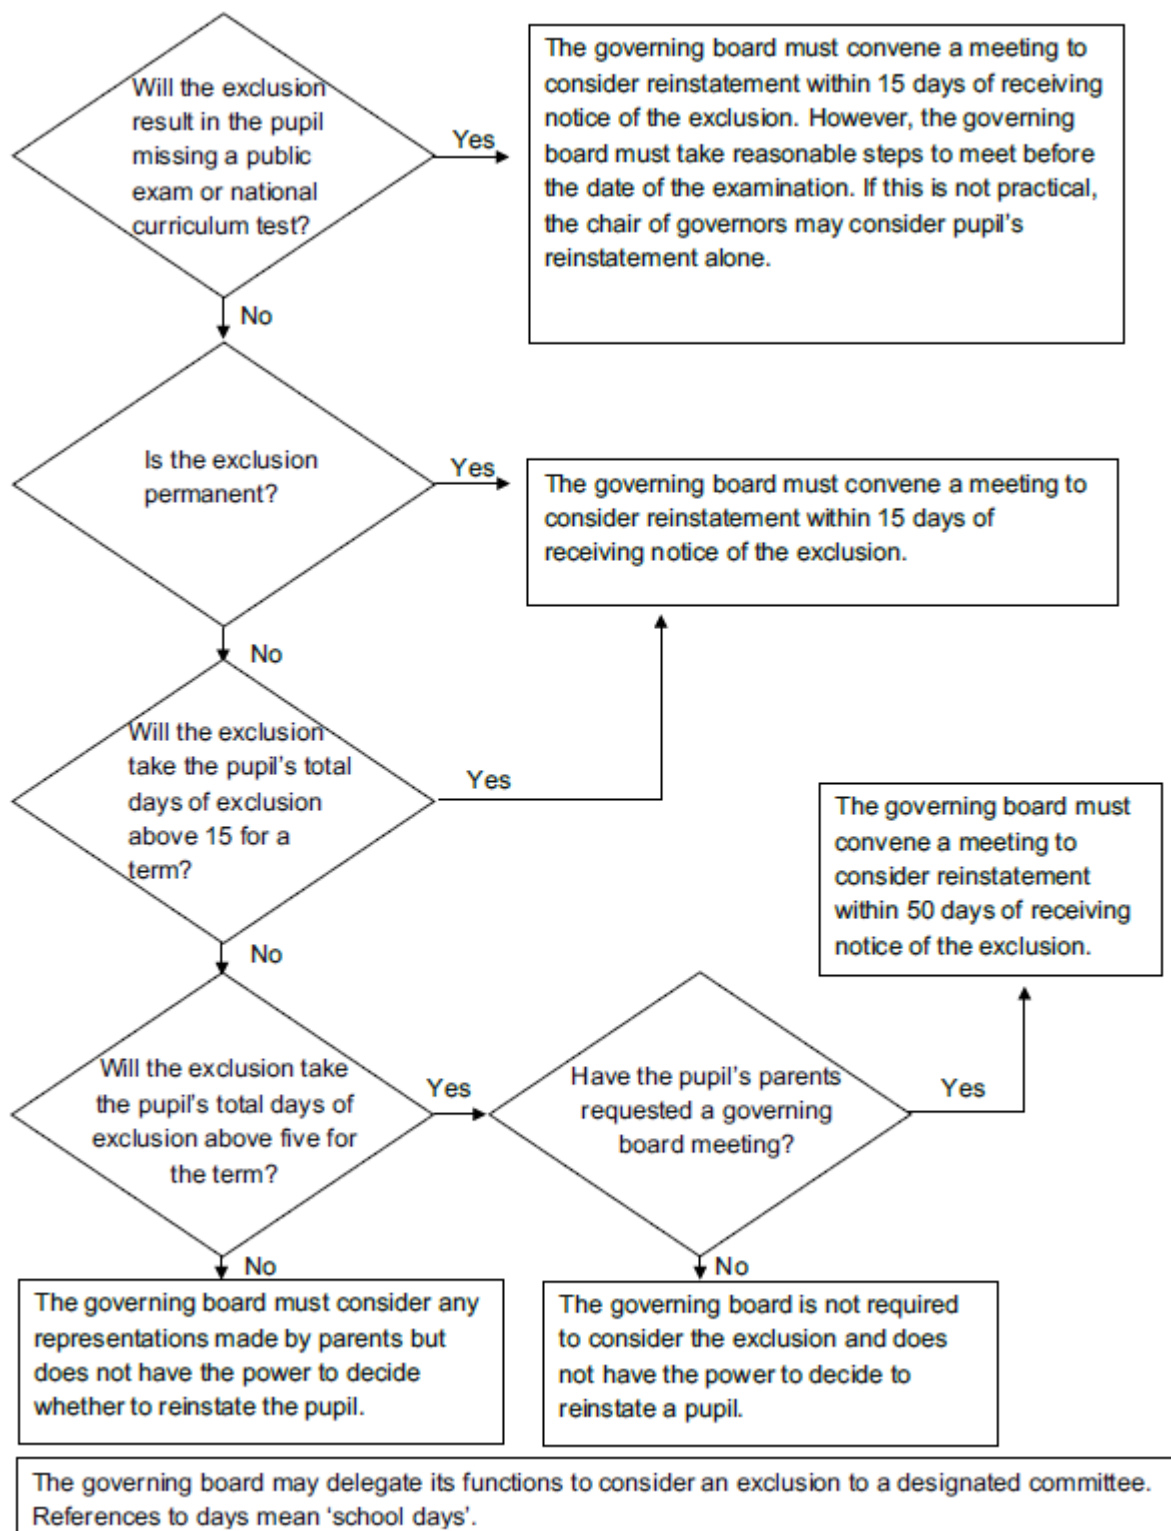 Will the exclusion
result in the pupil
missing a public
exam or national
curriculum test?
Yes
The governing board must convene a meeting to
consider reinstatement within 15 days of receiving
notice of the exclusion. However, the governing
board must take reasonable steps to meet before
the date of the examination. If this is not practical,
the chair of governors may consider pupil's
reinstatement alone.
No
Is the exclusion
permanent?
Yes
The governing board must convene a meeting to
consider reinstatement within 15 days of
receiving notice of the exclusion.
No
Will the exclusion
take the pupil's total
days of exclusion
above 15 for a
term?
Yes
The governing board must
convene a meeting to
consider reinstatement
within 50 days of receiving
notice of the exclusion.
No
Will the exclusion take
the pupil's total days of
exclusion above five for
the term?
Yes
Have the pupil's parents
requested a governing
board meeting?
Yes
No
The governing board must consider any
representations made by parents but
does not have the power to decide
whether to reinstate the pupil.
No
The governing board is not required
to consider the exclusion and does
not have the power to decide to
reinstate a pupil.
The governing board may delegate its functions to consider an exclusion to a designated committee.
References to days mean 'school days'.